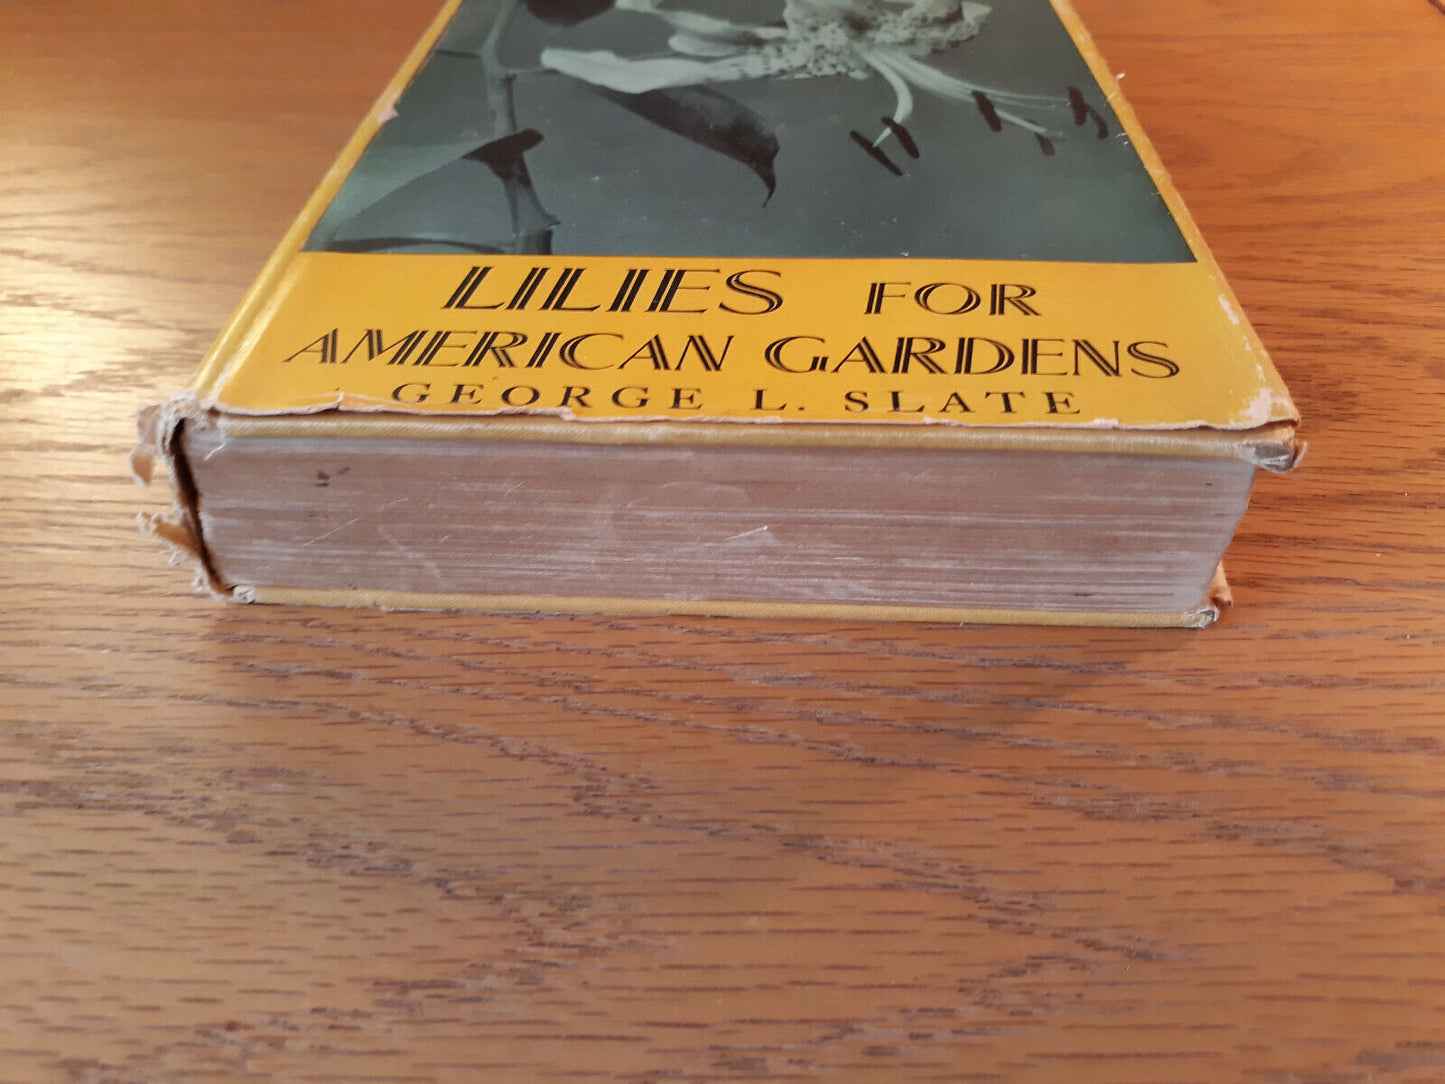 LILIES FOR
AMERICAN GARDENS
GEORGE L. SLATE